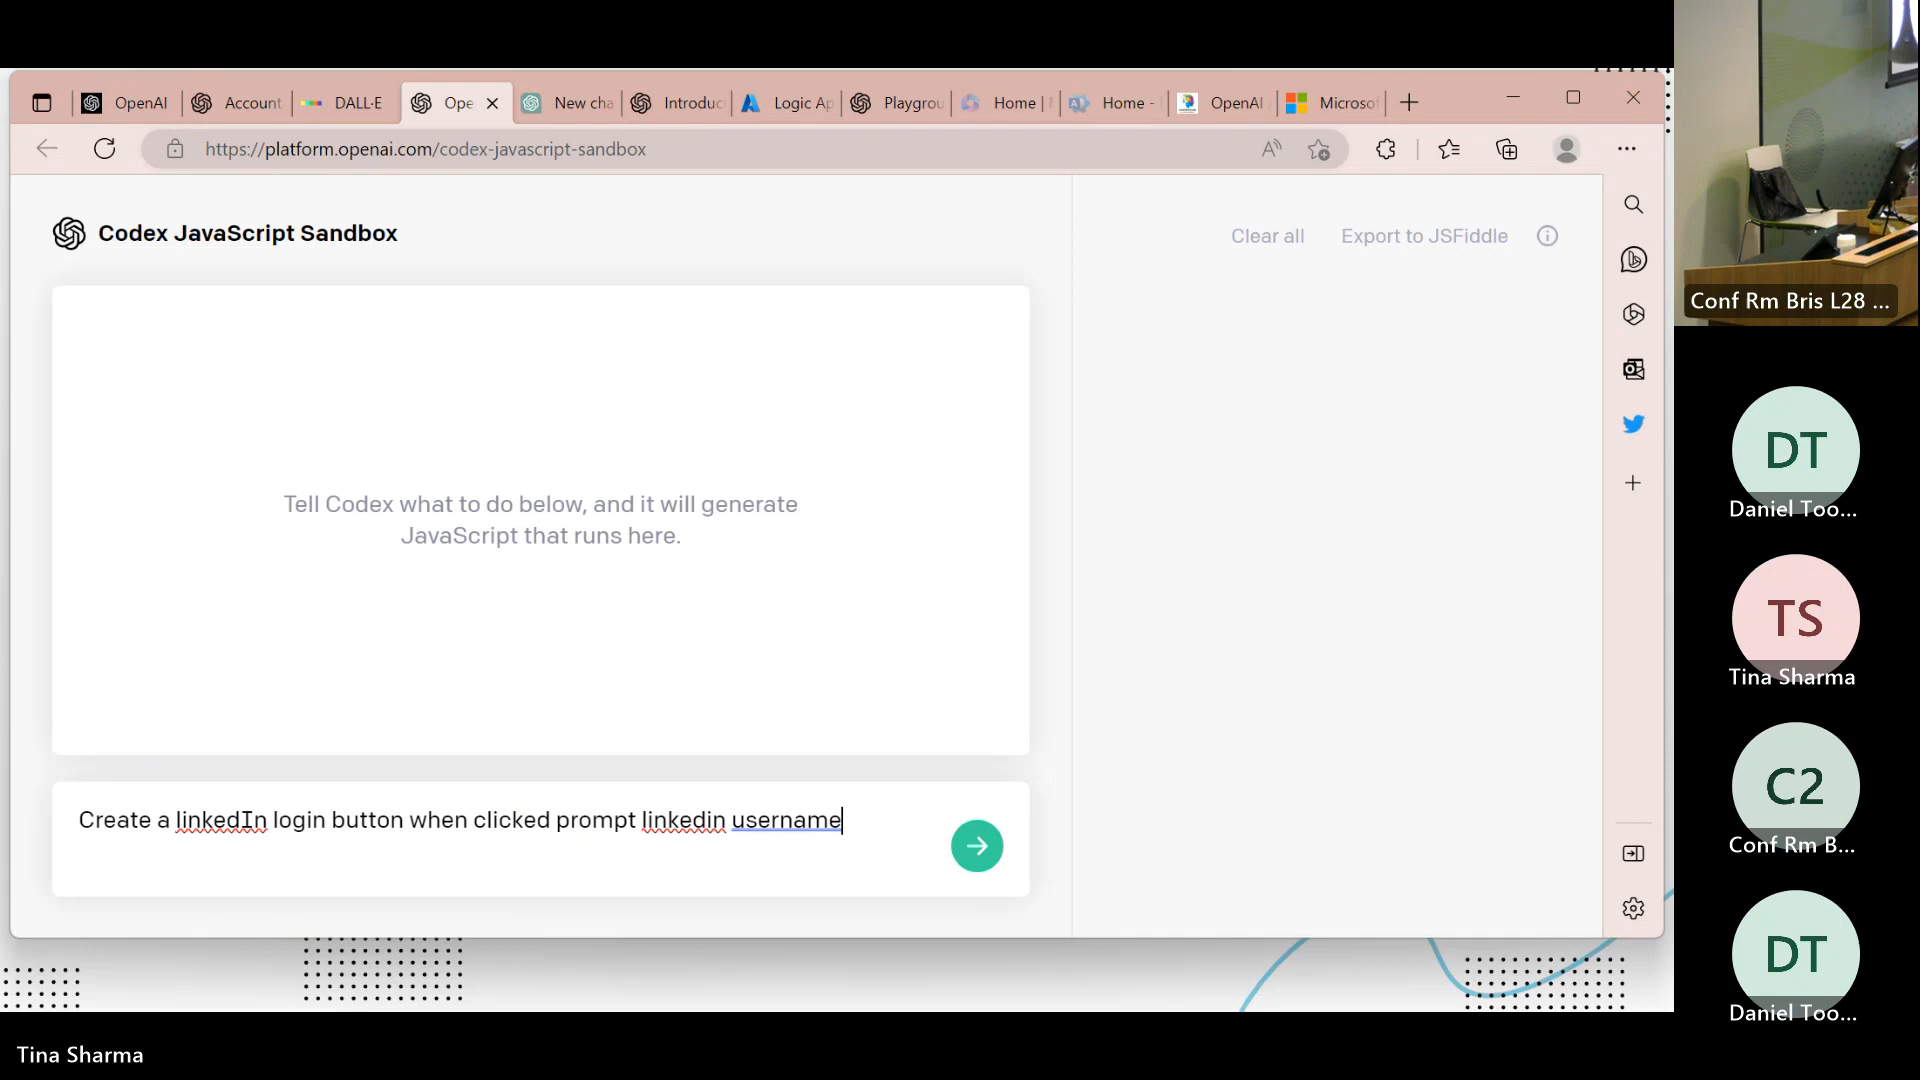 OpenAI
Account
DALL·E
Ope
New cha
Introduc
Logic Ap
Playgrou
Home |
Home -
OpenAI
Microsof
https://platform.openai.com/codex-javascript-sandbox
Codex JavaScript Sandbox
Clear all
Export to JSFiddle
Tell Codex what to do below, and it will generate
JavaScript that runs here.
Create a linkedIn login button when clicked prompt linkedin username
Conf Rm Bris L28 ...
DT
Daniel Too...
TS
Tina Sharma
C2
Conf Rm B...
DT
Daniel Too...
Tina Sharma